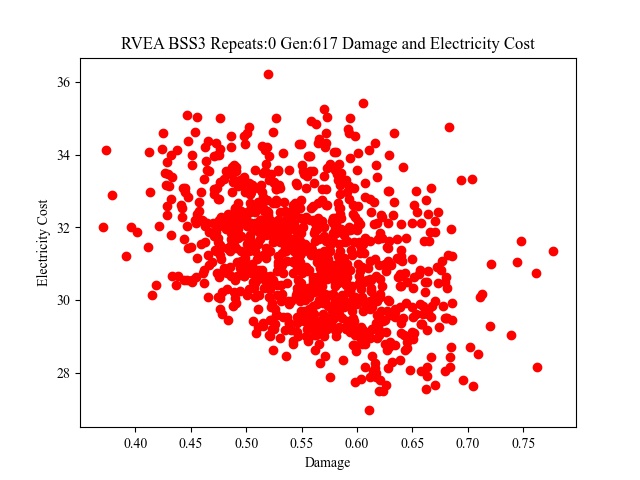 RVEA BSS3 Repeats:0 Gen:617 Damage and Electricity Cost
36
34
32
30
28
Electricity Cost
0.40 0.45 0.50 0.55 0.60 0.65 0.70 0.75
Damage